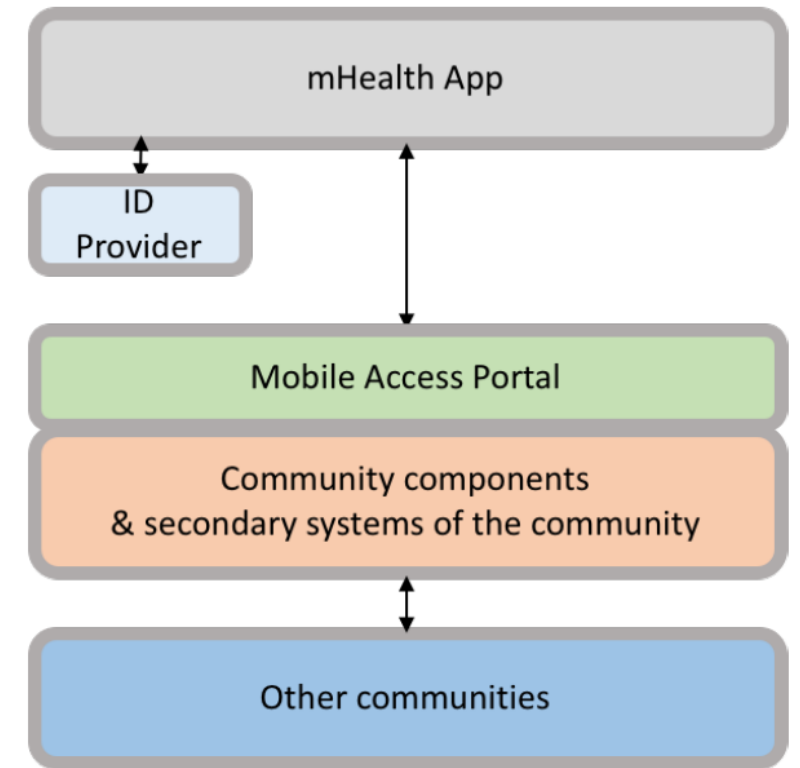 mHealth App
ID
Provider
Mobile Access Portal
Community components
& secondary systems of the community
Other communities